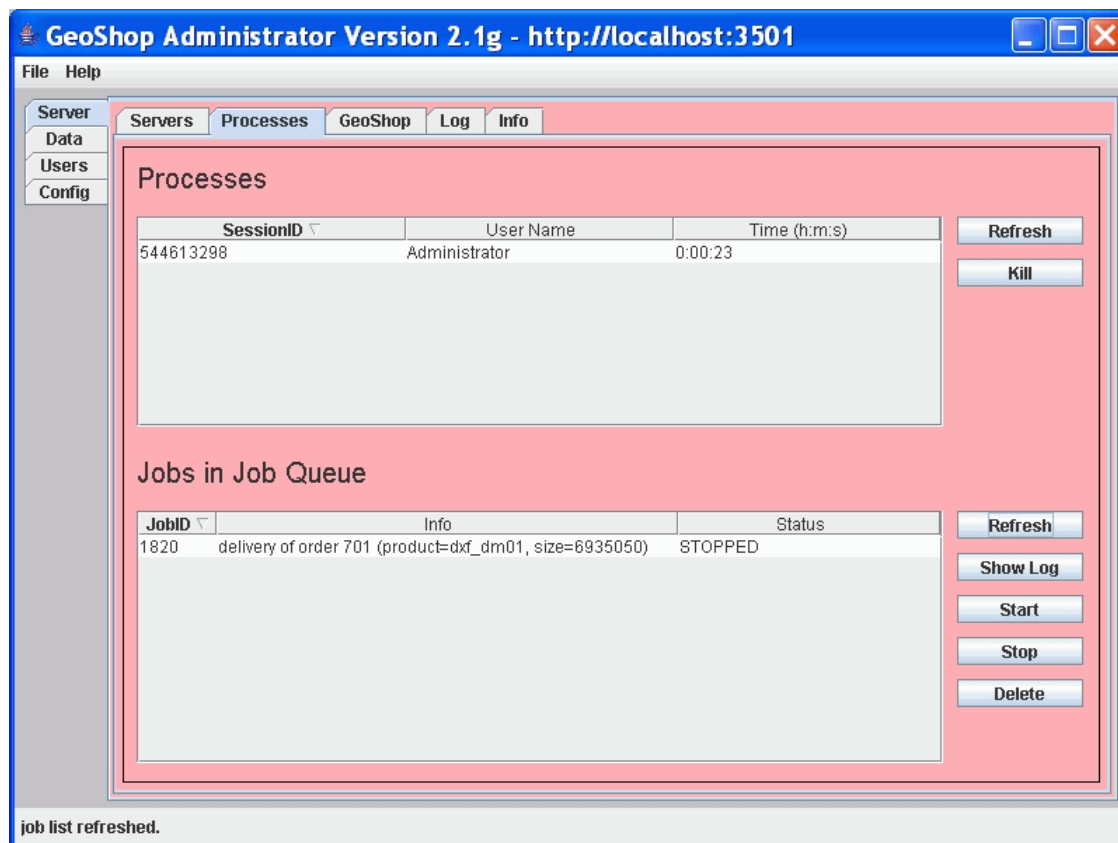 GeoShop Administrator Version 2.1g - http://localhost:3501
File Help
Server
Data
Users
Config
Servers Processes GeoShop Log Info
Processes
SessionID User Name Time (h:m:s)
544613298 Administrator 0:00:23
Refresh
Kill
Jobs in Job Queue
JobID Info Status
1820 delivery of order 701 (product=dxf_dm01, size=6935050) STOPPED
Refresh
Show Log
Start
Stop
Delete
job list refreshed.